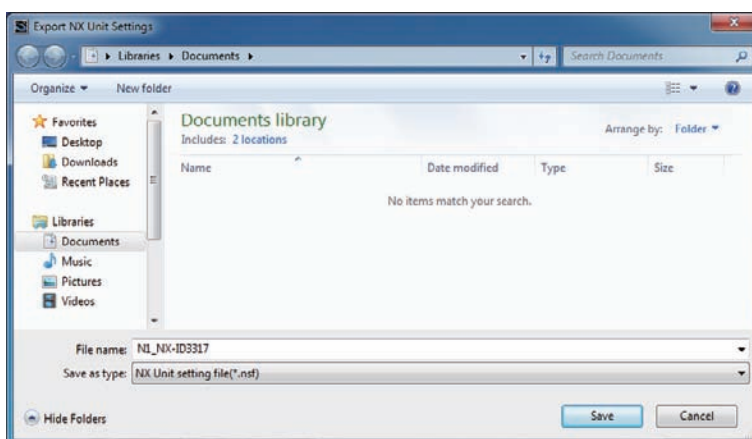 Export NX Unit Settings
Libraries Documents
Search Documents
Organize New folder
Favorites
Desktop
Downloads
Recent Places
Libraries
Documents
Music
Pictures
Videos
Documents library
Includes: 2 locations
Arrange by: Folder
Name Date modified Type Size
No items match your search.
File name: N1_NX-ID3317
Save as type: NX Unit setting file(*.nsf)
Hide Folders
Save Cancel